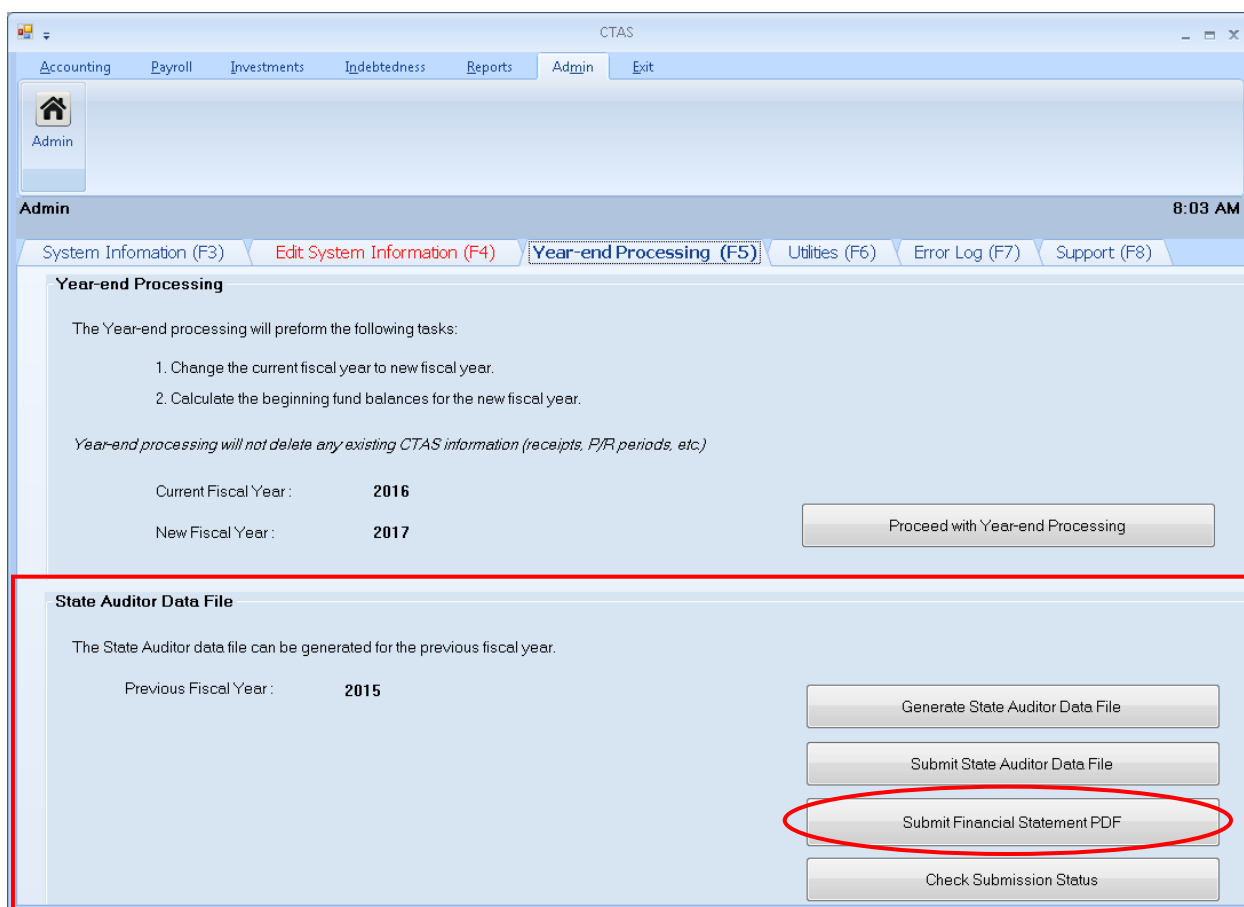 CTAS
Accounting Payroll Investments Indebtedness Reports Admin Exit
Admin
Admin 8:03 AM
System Infomation (F3) Edit System Information (F4) Year-end Processing (F5) Utilities (F6) Error Log (F7) Support (F8)
Year-end Processing
The Year-end processing will preform the following tasks:
1. Change the current fiscal year to new fiscal year.
2. Calculate the beginning fund balances for the new fiscal year.
Year-end processing will not delete any existing CTAS information (receipts, P/R periods, etc.)
Current Fiscal Year : 2016
New Fiscal Year : 2017
Proceed with Year-end Processing
State Auditor Data File
The State Auditor data file can be generated for the previous fiscal year.
Previous Fiscal Year : 2015
Generate State Auditor Data File
Submit State Auditor Data File
Submit Financial Statement PDF
Check Submission Status